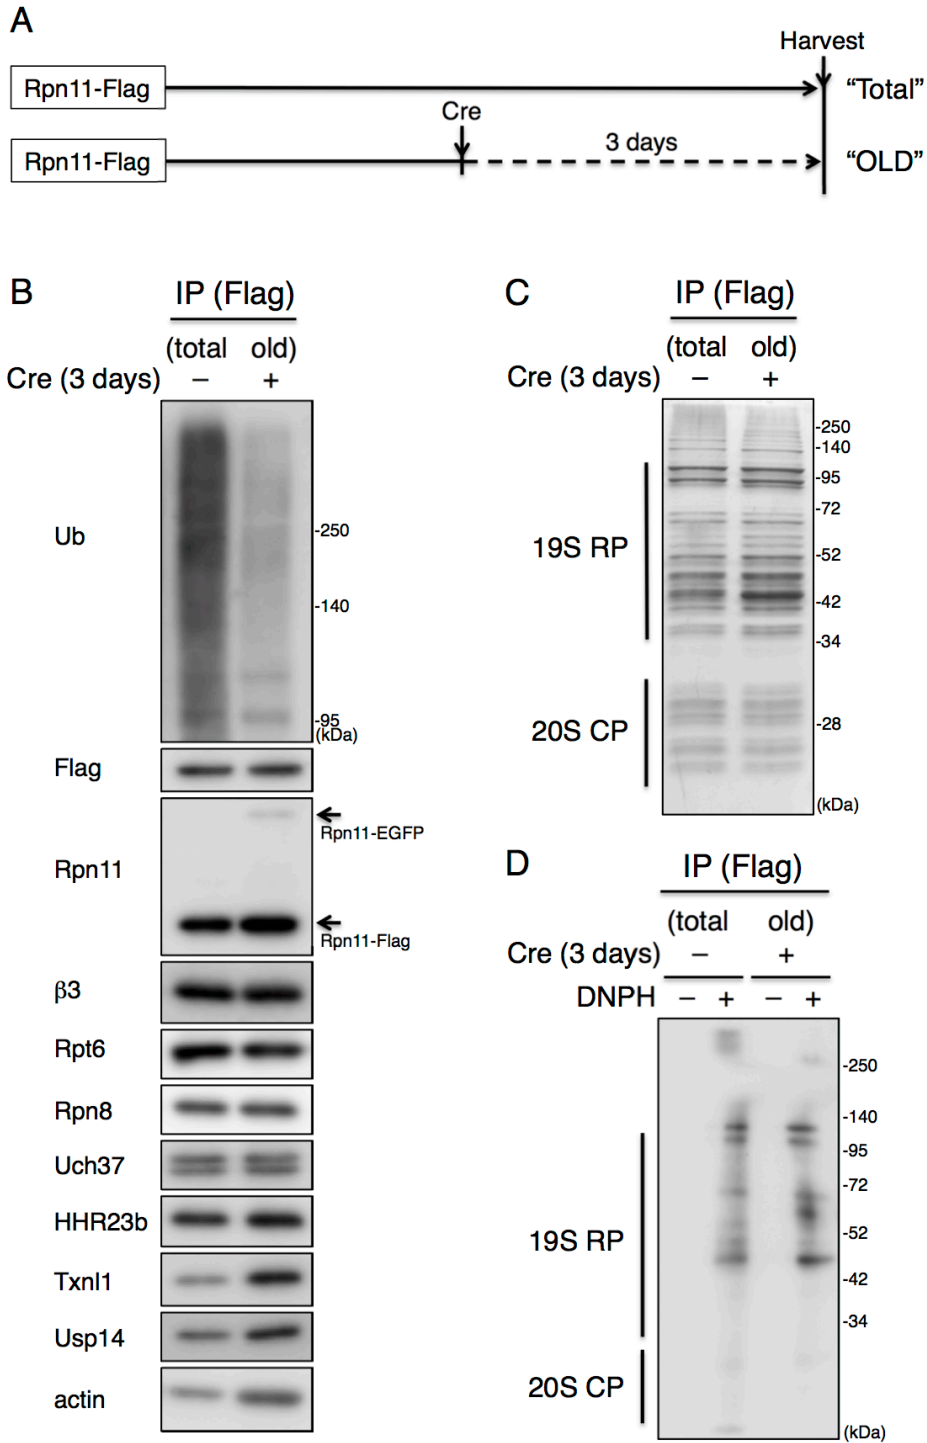 A
Harvest
Rpn11-Flag
“Total”
Cre
Rpn11-Flag
3 days
“OLD”
B
IP (Flag)
(total old)
Cre (3 days) – +
Ub
-250
-140
-95
(kDa)
Flag
Rpn11-EGFP
Rpn11
Rpn11-Flag
β3
Rpt6
Rpn8
Uch37
HHR23b
Txnl1
Usp14
actin
C
IP (Flag)
(total old)
Cre (3 days) – +
-250
-140
-95
-72
19S RP
-52
-42
-34
20S CP
-28
(kDa)
D
IP (Flag)
(total old)
Cre (3 days) – +
DNPH – + – +
-250
-140
-95
-72
19S RP
-52
-42
-34
20S CP
(kDa)